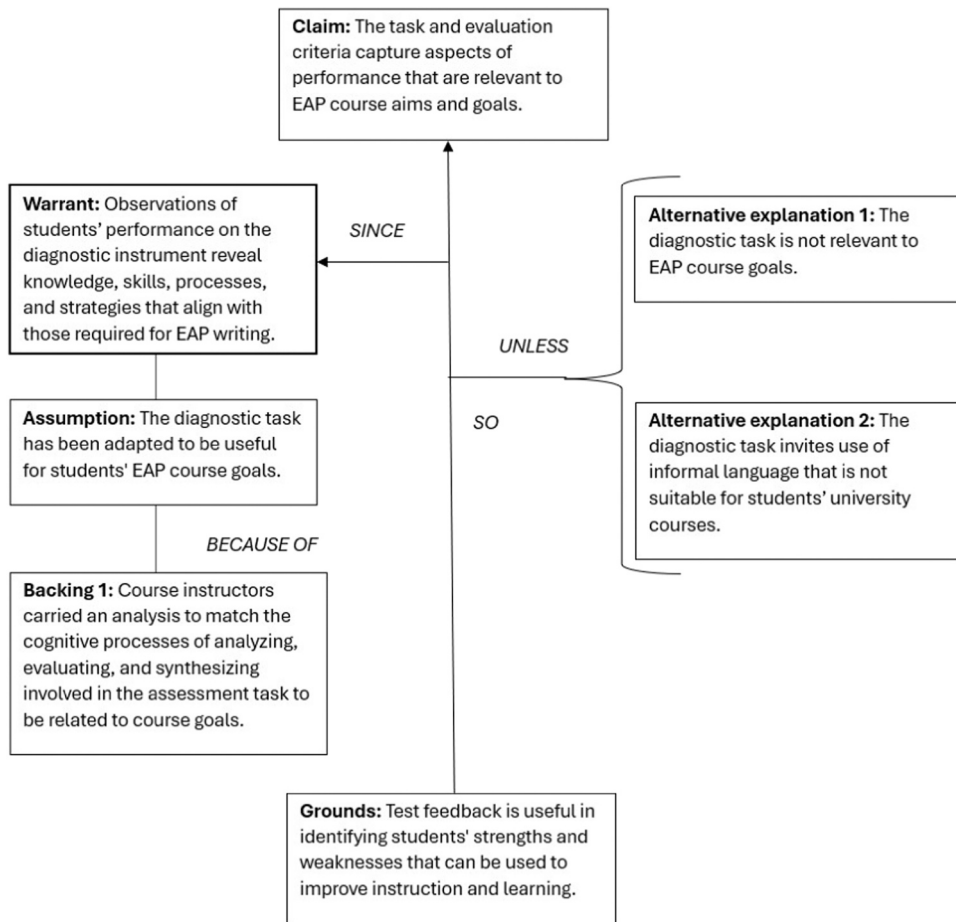 Claim: The task and evaluation
criteria capture aspects of
performance that are relevant to
EAP course aims and goals.
Warrant: Observations of
students’ performance on the
diagnostic instrument reveal
knowledge, skills, processes,
and strategies that align with
those required for EAP writing.
SINCE
Alternative explanation 1: The
diagnostic task is not relevant to
EAP course goals.
UNLESS
Assumption: The diagnostic task
has been adapted to be useful
for students' EAP course goals.
SO
Alternative explanation 2: The
diagnostic task invites use of
informal language that is not
suitable for students’ university
courses.
BECAUSE OF
Backing 1: Course instructors
carried an analysis to match the
cognitive processes of analyzing,
evaluating, and synthesizing
involved in the assessment task to
be related to course goals.
Grounds: Test feedback is useful in
identifying students' strengths and
weaknesses that can be used to
improve instruction and learning.